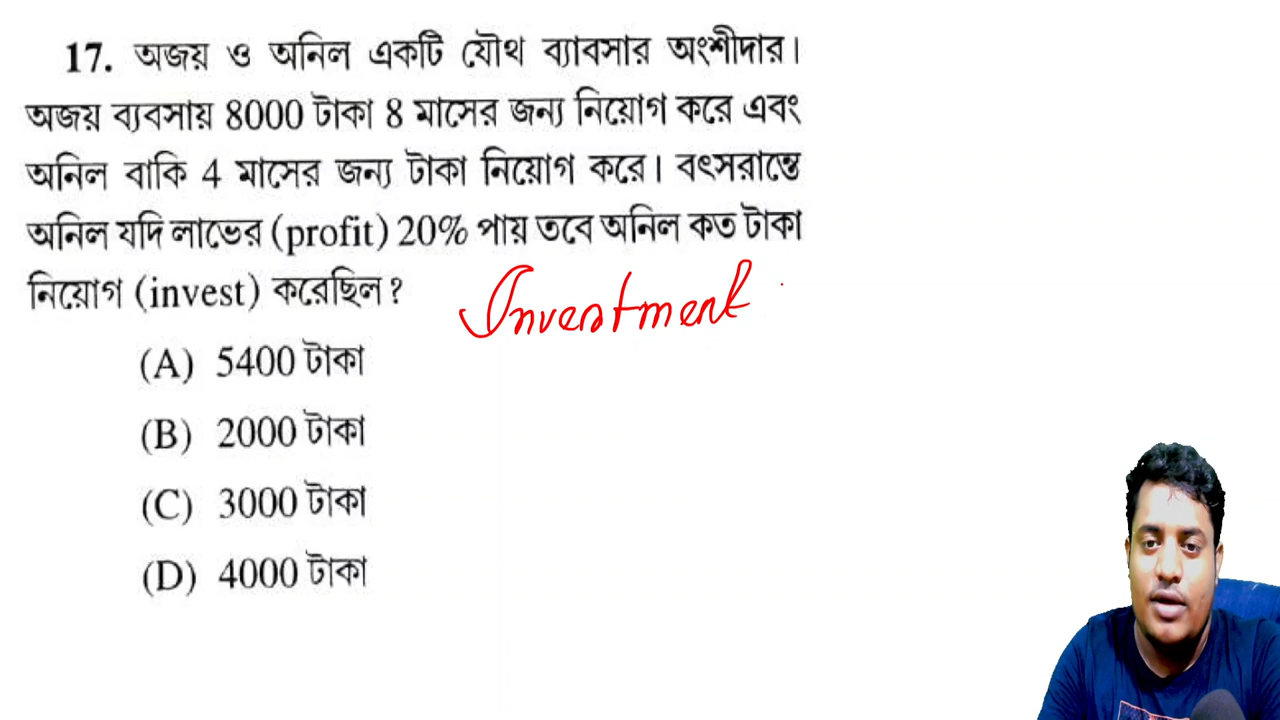 17. অজয় ও অনিল একটি যৌথ ব্যাবসার অংশীদার।
অজয় ব্যবসায় 8000 টাকা 8 মাসের জন্য নিয়োগ করে এবং
অনিল বাকি 4 মাসের জন্য টাকা নিয়োগ করে। বৎসরান্তে
অনিল যদি লাভের (profit) 20% পায় তবে অনিল কত টাকা
নিয়োগ (invest) করেছিল?
Investment
(A) 5400 টাকা
(B) 2000 টাকা
(C) 3000 টাকা
(D) 4000 টাকা